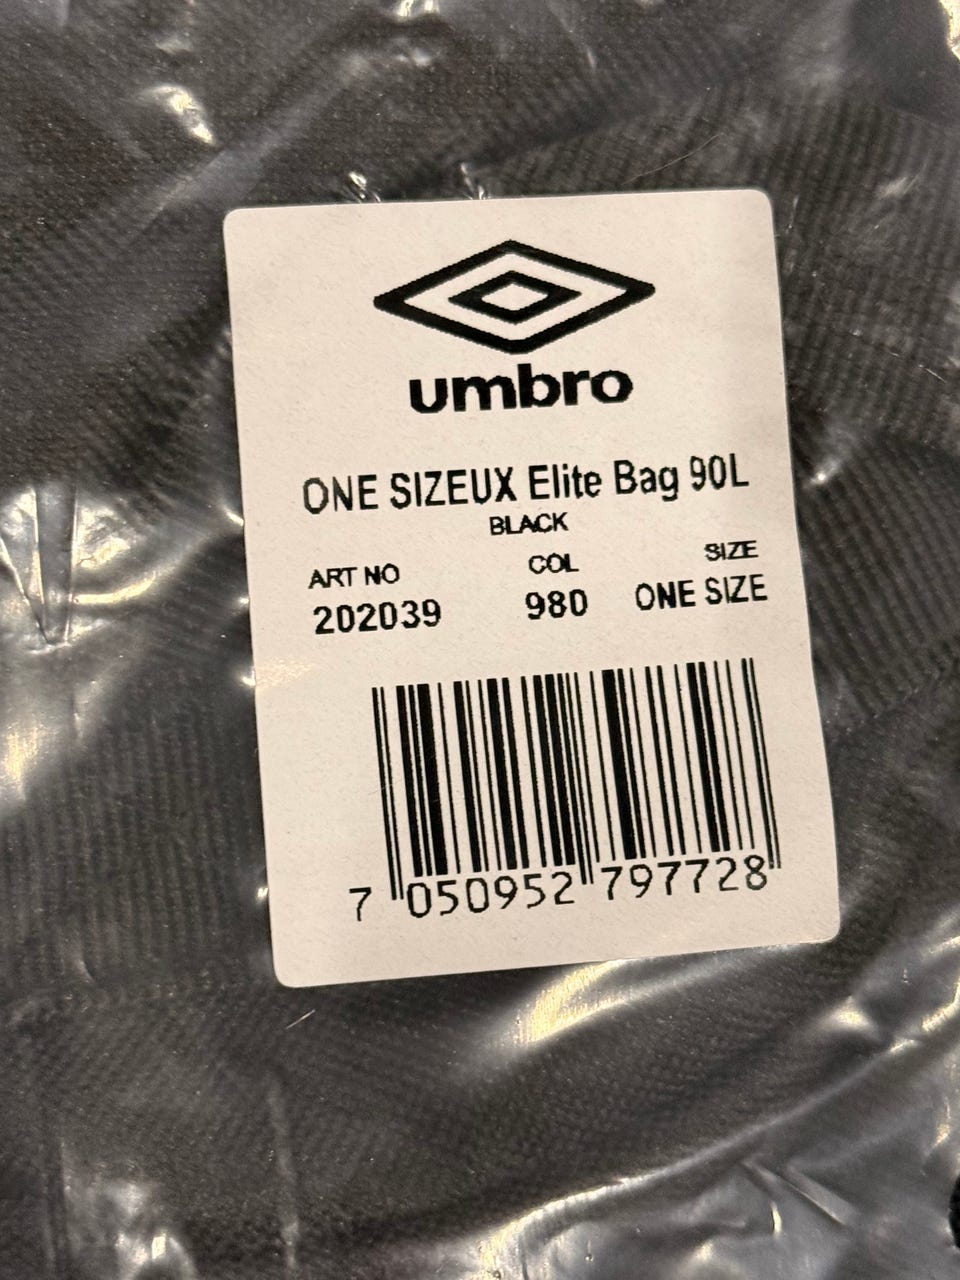 umbro
ONE SIZEUX Elite Bag 90L
BLACK
ART NO COL SIZE
202039 980 ONE SIZE
7 050952 797728